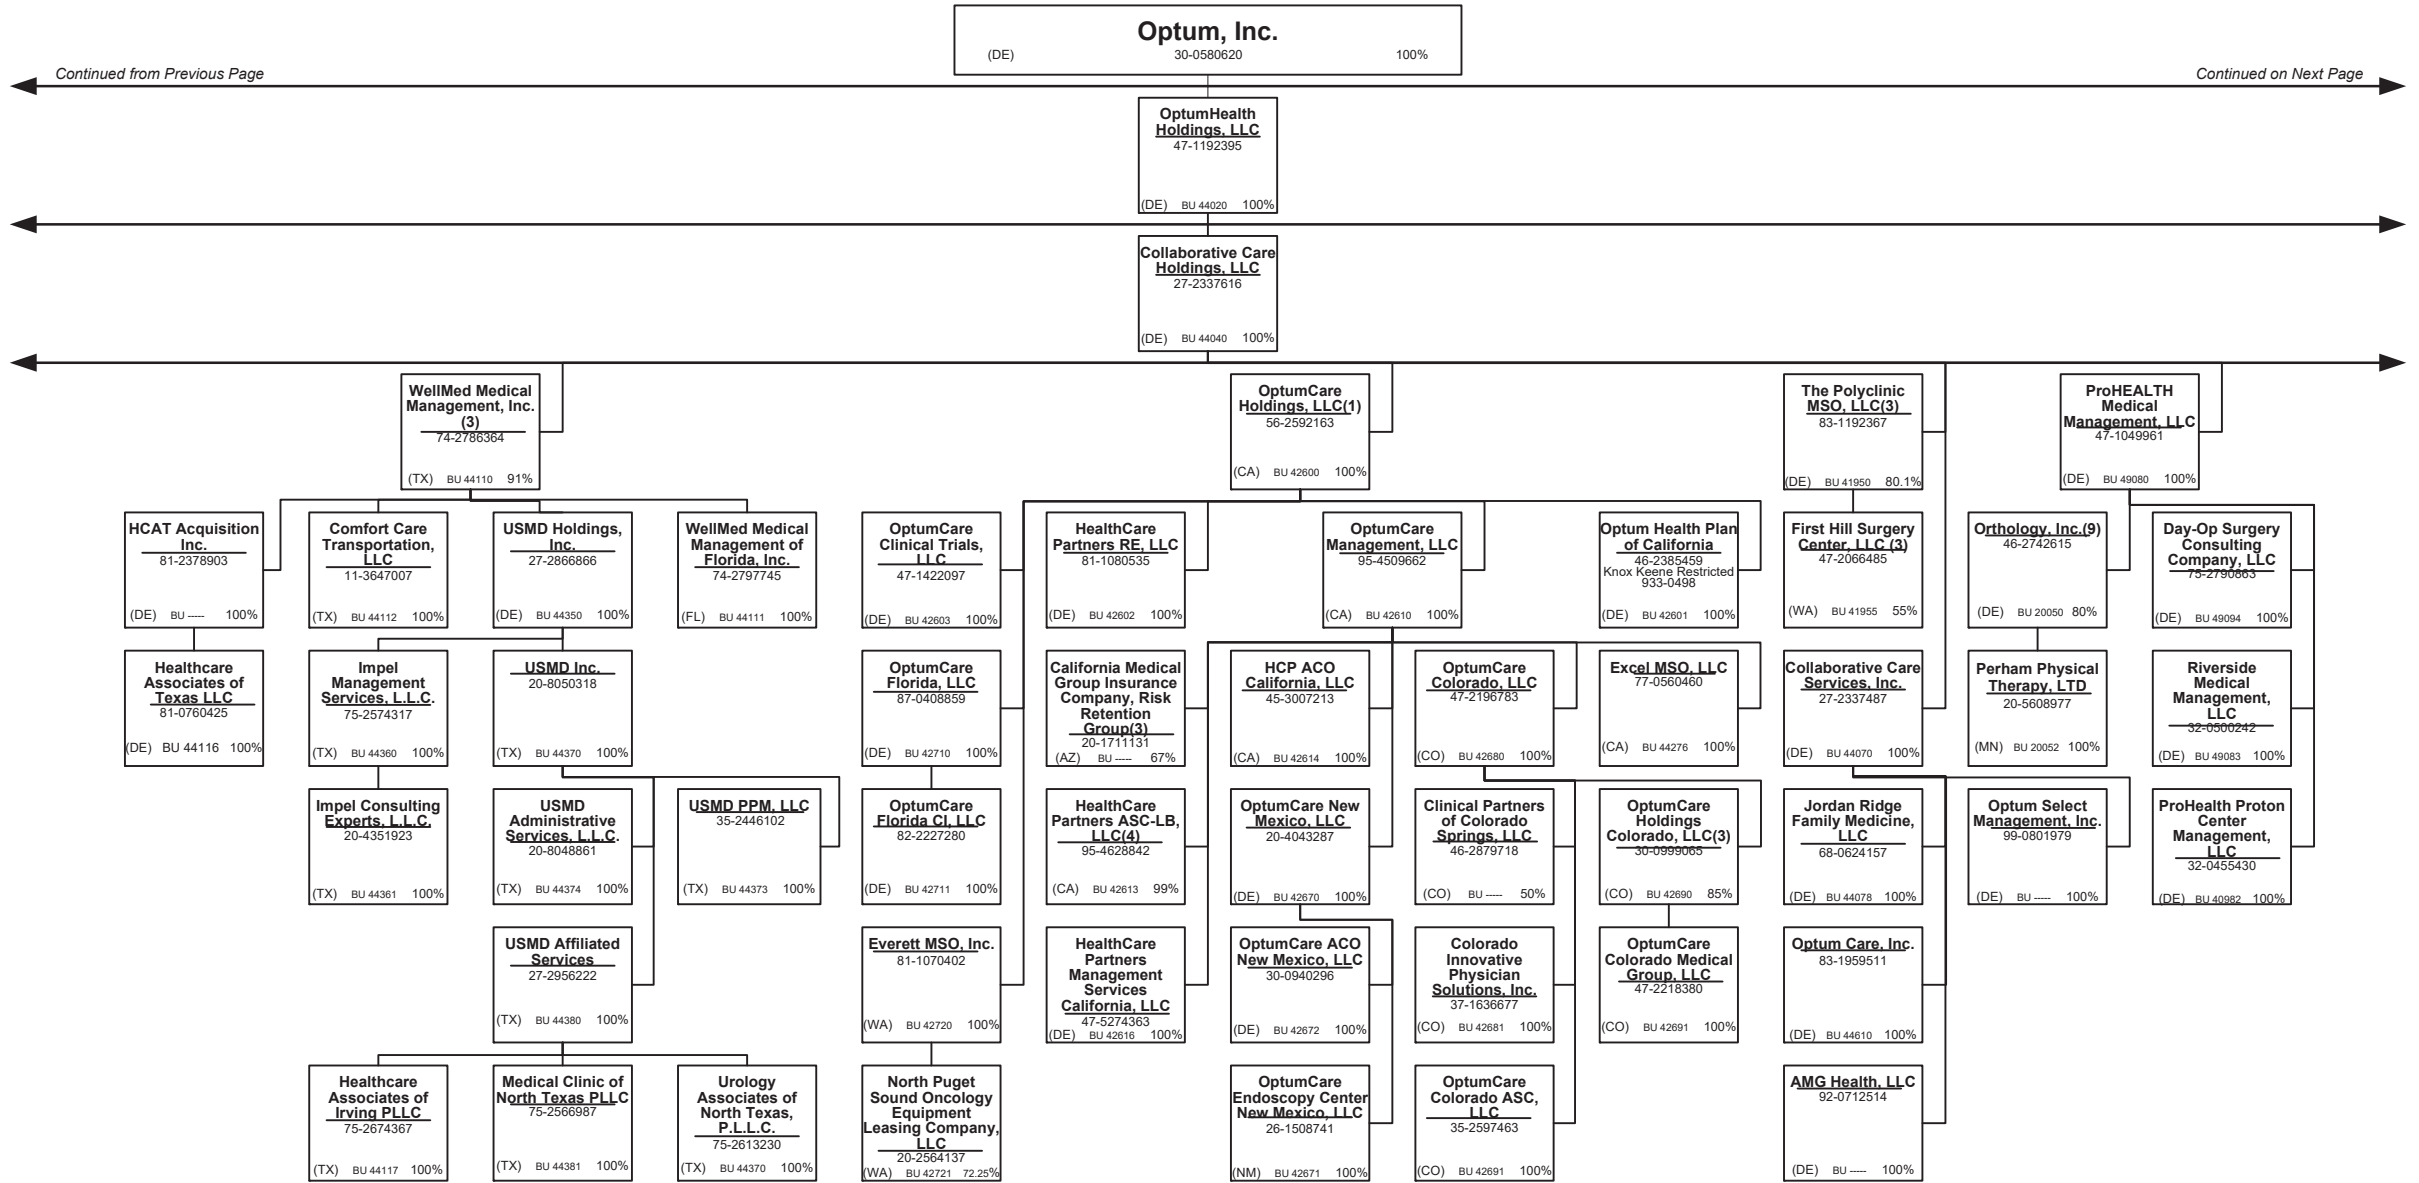 Optum, Inc.
(DE) 30-0580620 100%
Continued from Previous Page
Continued on Next Page
OptumHealth
Holdings, LLC
47-1192395
(DE) BU 44020 100%
Collaborative Care
Holdings, LLC
27-2337616
(DE) BU 44040 100%
WellMed Medical
Management, Inc.
(3)
74-2786364
(TX) BU 44110 91%
OptumCare
Holdings, LLC(1)
56-2592163
(CA) BU 42600 100%
The Polyclinic
MSO, LLC(3)
83-1192367
(DE) BU 41950 80.1%
ProHEALTH
Medical
Management, LLC
47-1049961
(DE) BU 49080 100%
HCAT Acquisition
Inc.
81-2378903
(DE) BU ----- 100%
Comfort Care
Transportation,
LLC
11-3647007
(TX) BU 44112 100%
USMD Holdings,
Inc.
27-2866866
(DE) BU 44350 100%
WellMed Medical
Management of
Florida, Inc.
74-2797745
(FL) BU 44111 100%
OptumCare
Clinical Trials,
LLC
47-1422097
(DE) BU 42603 100%
HealthCare
Partners RE, LLC
81-1080535
(DE) BU 42602 100%
OptumCare
Management, LLC
95-4509662
(CA) BU 42610 100%
Optum Health Plan
of California
46-2385459
Knox Keene Restricted
933-0498
(DE) BU 42601 100%
First Hill Surgery
Center, LLC (3)
47-2066485
(WA) BU 41955 55%
Orthology, Inc.(9)
46-2742615
(DE) BU 20050 80%
Day-Op Surgery
Consulting
Company, LLC
75-2790863
(DE) BU 49094 100%
Healthcare
Associates of
Texas LLC
81-0760425
(DE) BU 44116 100%
Impel
Management
Services, L.L.C.
75-2574317
(TX) BU 44360 100%
USMD Inc.
20-8050318
(TX) BU 44370 100%
OptumCare
Florida, LLC
87-0408859
(DE) BU 42710 100%
California Medical
Group Insurance
Company, Risk
Retention
Group(3)
20-1711131
(AZ) BU ----- 67%
HCP ACO
California, LLC
45-3007213
(CA) BU 42614 100%
OptumCare
Colorado, LLC
47-2196783
(CO) BU 42680 100%
Excel MSO, LLC
77-0560460
(CA) BU 44276 100%
Collaborative Care
Services, Inc.
27-2337487
(DE) BU 44070 100%
Perham Physical
Therapy, LTD
20-5608977
(MN) BU 20052 100%
Riverside
Medical
Management,
LLC
32-0500242
(DE) BU 49083 100%
Impel Consulting
Experts, L.L.C.
20-4351923
(TX) BU 44361 100%
USMD
Administrative
Services, L.L.C.
20-8048861
(TX) BU 44374 100%
USMD PPM, LLC
35-2446102
(TX) BU 44373 100%
OptumCare
Florida CI, LLC
82-2227280
(DE) BU 42711 100%
HealthCare
Partners ASC-LB,
LLC(4)
95-4628842
(CA) BU 42613 99%
OptumCare New
Mexico, LLC
20-4043287
(DE) BU 42670 100%
Clinical Partners
of Colorado
Springs, LLC
46-2879718
(CO) BU ----- 50%
OptumCare
Holdings
Colorado, LLC(3)
30-0999065
(CO) BU 42690 85%
Jordan Ridge
Family Medicine,
LLC
68-0624157
(DE) BU 44078 100%
Optum Select
Management, Inc.
99-0801979
(DE) BU ----- 100%
ProHealth Proton
Center
Management,
LLC
32-0455430
(DE) BU 40982 100%
USMD Affiliated
Services
27-2956222
(TX) BU 44380 100%
Everett MSO, Inc.
81-1070402
(WA) BU 42720 100%
HealthCare
Partners
Management
Services
California, LLC
47-5274363
(DE) BU 42616 100%
OptumCare ACO
New Mexico, LLC
30-0940296
(DE) BU 42672 100%
Colorado
Innovative
Physician
Solutions, Inc.
37-1636677
(CO) BU 42681 100%
OptumCare
Colorado Medical
Group, LLC
47-2218380
(CO) BU 42691 100%
Optum Care, Inc.
83-1959511
(DE) BU 44610 100%
Healthcare
Associates of
Irving PLLC
75-2674367
(TX) BU 44117 100%
Medical Clinic of
North Texas PLLC
75-2566987
(TX) BU 44381 100%
Urology
Associates of
North Texas,
P.L.L.C.
75-2613230
(TX) BU 44370 100%
North Puget
Sound Oncology
Equipment
Leasing Company,
LLC
20-2564137
(WA) BU 42721 72.25%
OptumCare
Endoscopy Center
New Mexico, LLC
26-1508741
(NM) BU 42671 100%
OptumCare
Colorado ASC,
LLC
35-2597463
(CO) BU 42691 100%
AMG Health, LLC
92-0712514
(DE) BU ----- 100%